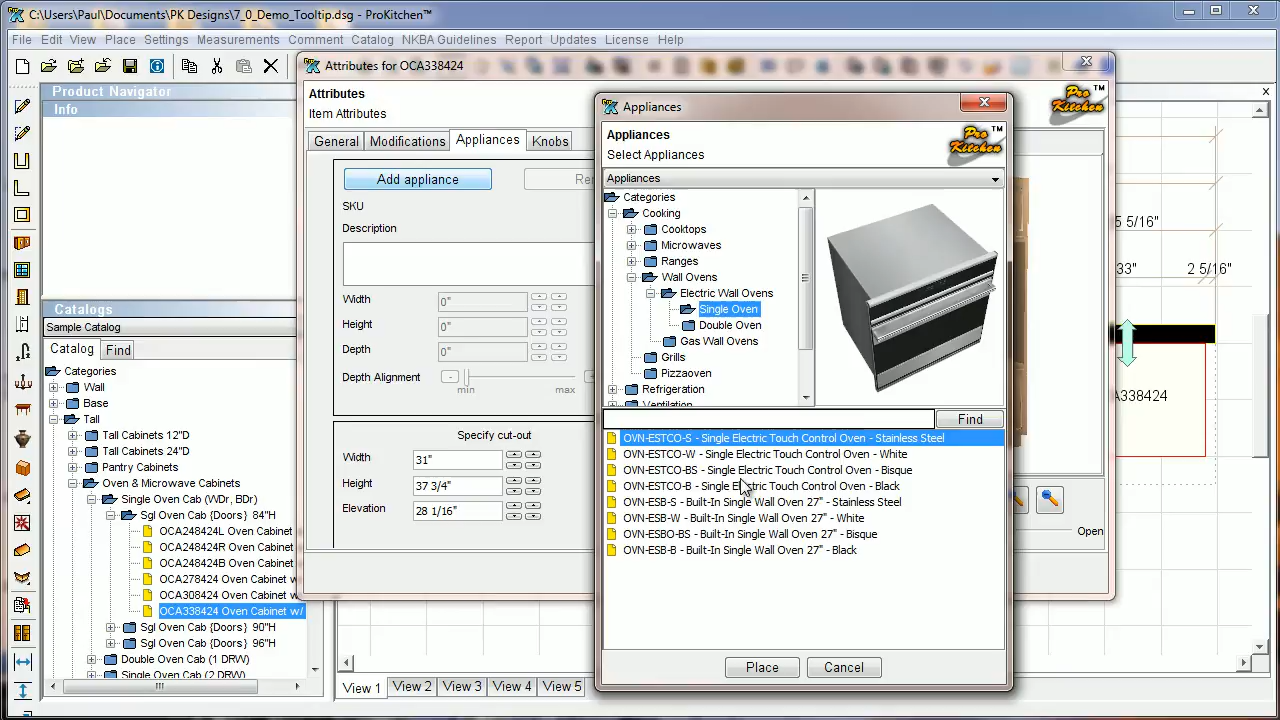 C:\Users\Paul\Documents\PK Designs\7_0_Demo_Tooltip.dsg - ProKitchen™
File Edit View Place Settings Measurements Comment Catalog NKBA Guidelines Report Updates License Help
Product Navigator
Info
Catalogs
Sample Catalog
Catalog Find
Categories
Wall
Base
Tall
Tall Cabinets 12"D
Tall Cabinets 24"D
Pantry Cabinets
Oven & Microwave Cabinets
Single Oven Cab (WDr, BDr)
Sgl Oven Cab {Doors} 84"H
OCA248424L Oven Cabinet
OCA248424R Oven Cabinet
OCA248424B Oven Cabinet
OCA278424 Oven Cabinet w
OCA308424 Oven Cabinet w
OCA338424 Oven Cabinet w/
Sgl Oven Cab {Doors} 90"H
Sgl Oven Cab {Doors} 96"H
Double Oven Cab (1 DRW)
Single Oven Cab (2 DRW)
Attributes for OCA338424
Attributes
Item Attributes
Pro Kitchen™
General Modifications Appliances Knobs
Add appliance
SKU
Description
Width 0"
Height 0"
Depth 0"
Depth Alignment - min max
Specify cut-out
Width 31"
Height 37 3/4"
Elevation 28 1/16"
Open
Appliances
Appliances
Select Appliances
Pro Kitchen™
Appliances
Categories
Cooking
Cooktops
Microwaves
Ranges
Wall Ovens
Electric Wall Ovens
Single Oven
Double Oven
Gas Wall Ovens
Grills
Pizzaoven
Refrigeration
Ventilation
Find
OVN-ESTCO-S - Single Electric Touch Control Oven - Stainless Steel
OVN-ESTCO-W - Single Electric Touch Control Oven - White
OVN-ESTCO-BS - Single Electric Touch Control Oven - Bisque
OVN-ESTCO-B - Single Electric Touch Control Oven - Black
OVN-ESB-S - Built-In Single Wall Oven 27" - Stainless Steel
OVN-ESB-W - Built-In Single Wall Oven 27" - White
OVN-ESBO-BS - Built-In Single Wall Oven 27" - Bisque
OVN-ESB-B - Built-In Single Wall Oven 27" - Black
Place Cancel
5 5/16"
33" 2 5/16"
CA338424
View 1 View 2 View 3 View 4 View 5